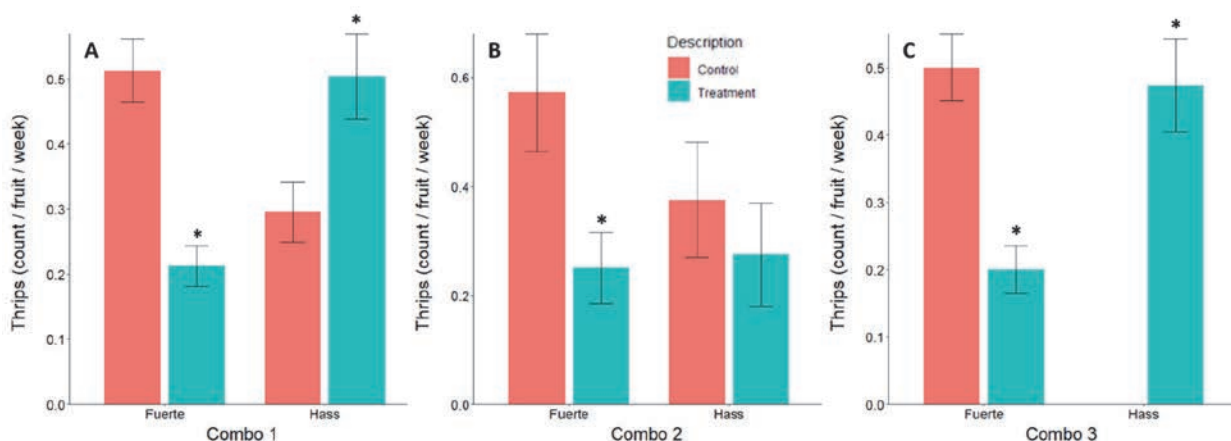 A
Thrips (count / fruit / week)
0.5
0.4
0.3
0.2
0.1
0.0
*
*
Fuerte
Hass
Combo 1
B
Thrips (count / fruit / week)
0.6
0.4
0.2
0.0
Description
Control
Treatment
*
Fuerte
Hass
Combo 2
C
Thrips (count / fruit / week)
0.5
0.4
0.3
0.2
0.1
0.0
*
*
Fuerte
Hass
Combo 3